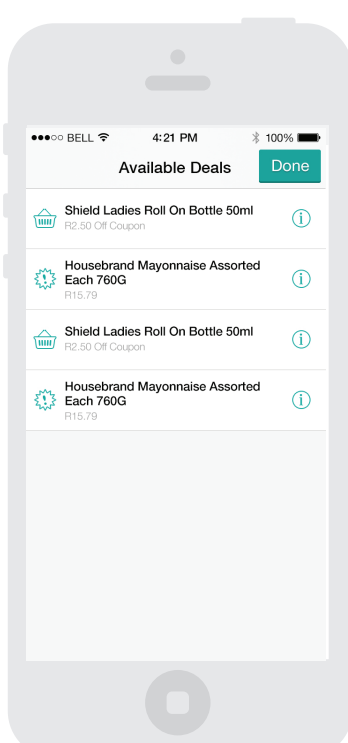 BELL 4:21 PM 100%
Available Deals Done
Shield Ladies Roll On Bottle 50ml
R2.50 Off Coupon
Housebrand Mayonnaise Assorted
Each 760G
R15.79
Shield Ladies Roll On Bottle 50ml
R2.50 Off Coupon
Housebrand Mayonnaise Assorted
Each 760G
R15.79